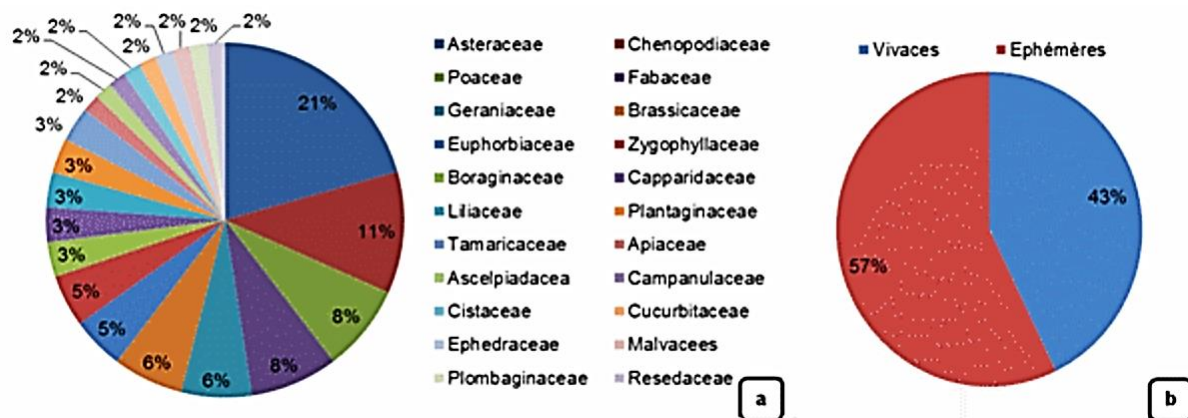 2% 2% 2%
2% 2%
2% 2%
2%
2%
3%
3%
3%
3%
3%
5%
5%
6%
6%
8%
8%
11%
21%
Asteraceae Chenopodiaceae
Poaceae Fabaceae
Geraniaceae Brassicaceae
Euphorbiaceae Zygophyllaceae
Boraginaceae Capparidaceae
Liliaceae Plantaginaceae
Tamaricaceae Apiaceae
Ascelpiadacea Campanulaceae
Cistaceae Cucurbitaceae
Ephedraceae Malvacees
Plombaginaceae Resedaceae
a
Vivaces Ephémères
43%
57%
b